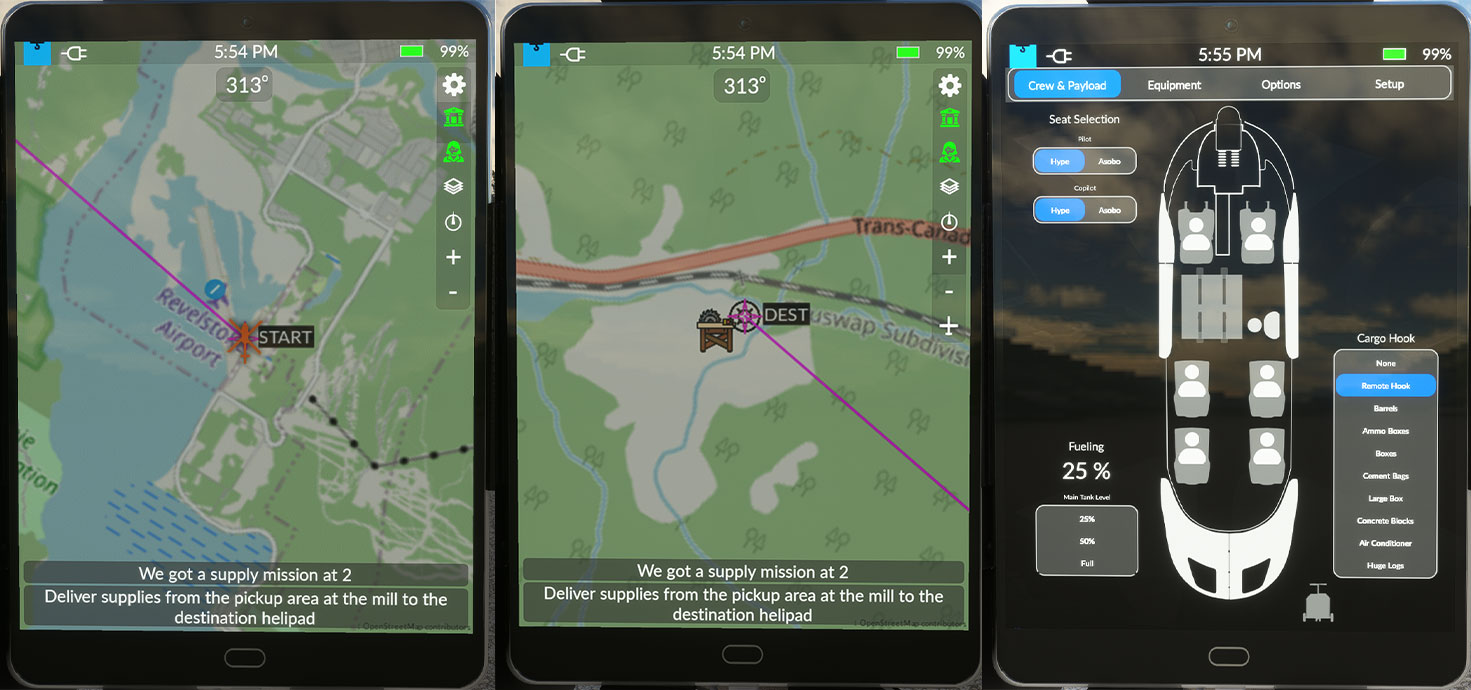 5:54 PM
99%
313°
Revelsto
Airport
START
ie
ption
We got a supply mission at 2
Deliver supplies from the pickup area at the mill to the
destination helipad
OpenStreetMap contributors
5:54 PM
99%
313°
Trans-Canad
DEST
uswap Subdivisi
We got a supply mission at 2
Deliver supplies from the pickup area at the mill to the
destination helipad
OpenStreetMap contributors
5:55 PM
99%
Crew & Payload
Equipment
Options
Setup
Seat Selection
Pilot
Hype
Asobo
Copilot
Hype
Asobo
Cargo Hook
None
Remote Hook
Barrels
Ammo Boxes
Boxes
Cement Bags
Large Box
Concrete Blocks
Air Conditioner
Huge Logs
Fueling
25 %
Main Tank Level
25%
50%
Full